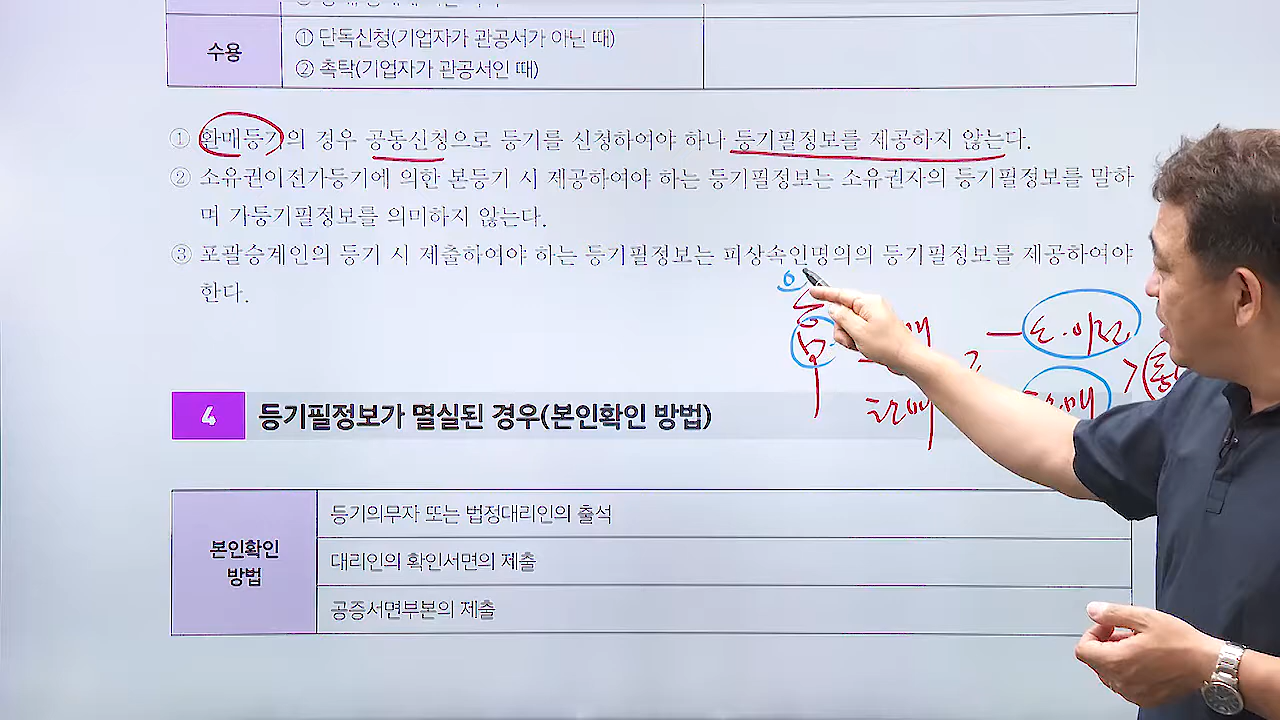 수용
① 단독신청(기업자가 관공서가 아닌 때)
② 촉탁(기업자가 관공서인 때)
① 환매등기의 경우 공동신청으로 등기를 신청하여야 하나 등기필정보를 제공하지 않는다.
② 소유권이전가등기에 의한 본등기 시 제공하여야 하는 등기필정보는 소유권자의 등기필정보를 말하
며 가등기필정보를 의미하지 않는다.
③ 포괄승계인의 등기 시 제출하여야 하는 등기필정보는 피상속인명의의 등기필정보를 제공하여야
한다.
소.이전
환매
4 등기필정보가 멸실된 경우(본인확인 방법)
본인확인
방법
등기의무자 또는 법정대리인의 출석
대리인의 확인서면의 제출
공증서면부본의 제출